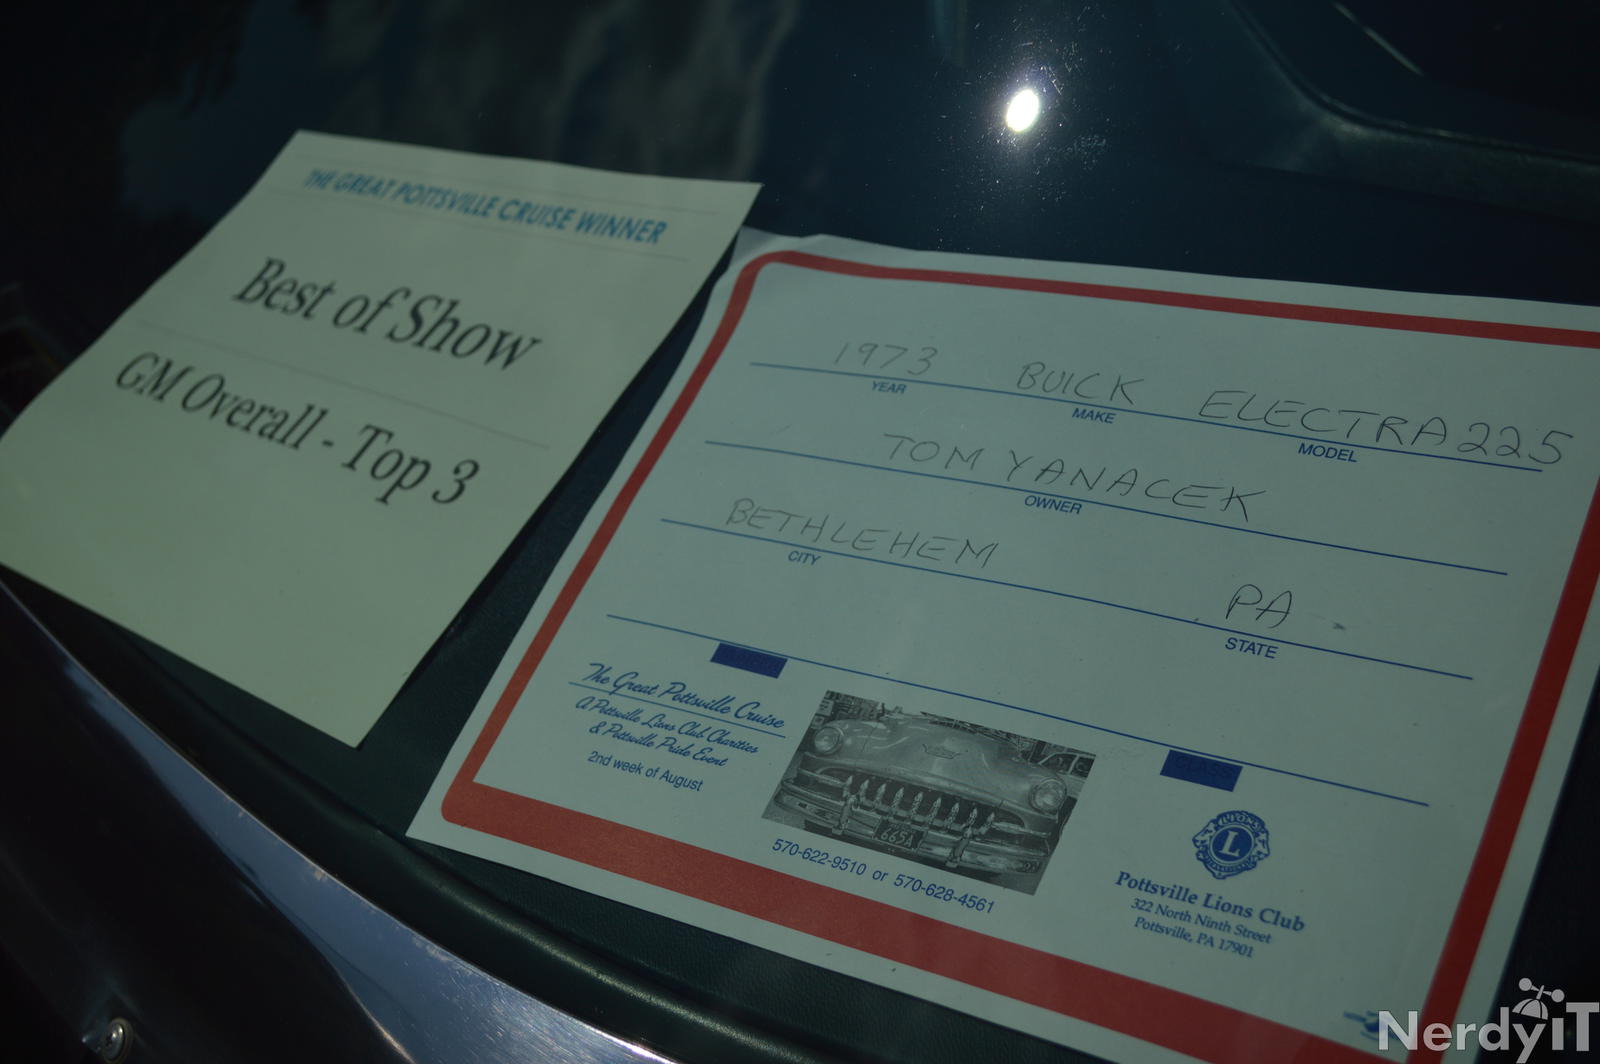 THE GREAT POTTSVILLE CRUISE WINNER
Best of Show
GM Overall - Top 3
1973 BUICK ELECTRA 225
YEAR MAKE MODEL
TOM YANACEK
OWNER
BETHLEHEM PA
CITY STATE
CLASS
The Great Pottsville Cruise
A Pottsville Lions Club Charities
& Pottsville Pride Event
2nd week of August
665A
570-622-9510 or 570-628-4561
LIONS
L
INTERNATIONAL
Pottsville Lions Club
322 North Ninth Street
Pottsville, PA 17901
NerdyiT